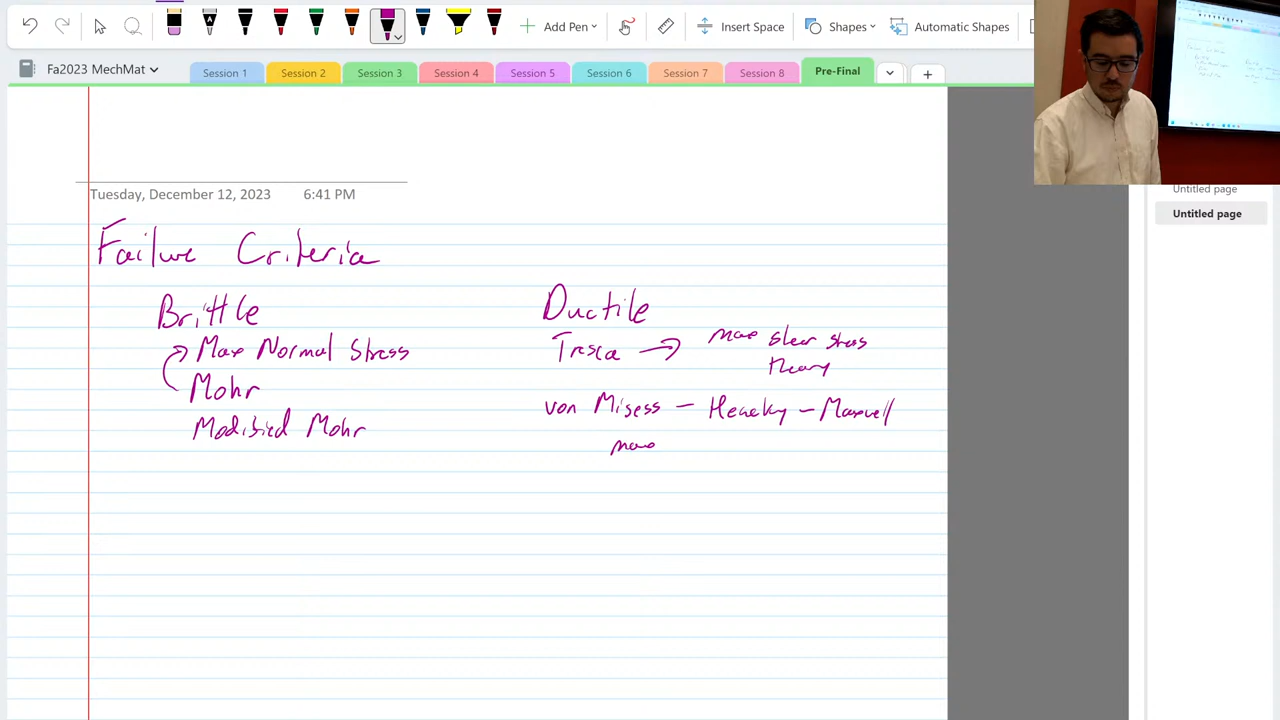 Add Pen
Insert Space
Shapes
Automatic Shapes
Fa2023 MechMat
Session 1
Session 2
Session 3
Session 4
Session 5
Session 6
Session 7
Session 8
Pre-Final
Untitled page
Untitled page
Tuesday, December 12, 2023 6:41 PM
Failure Criteria
Brittle
Max Normal Stress
Mohr
Modified Mohr
Ductile
Tresca → max shear stress
theory
von Misess - Hencky - Maxwell
max